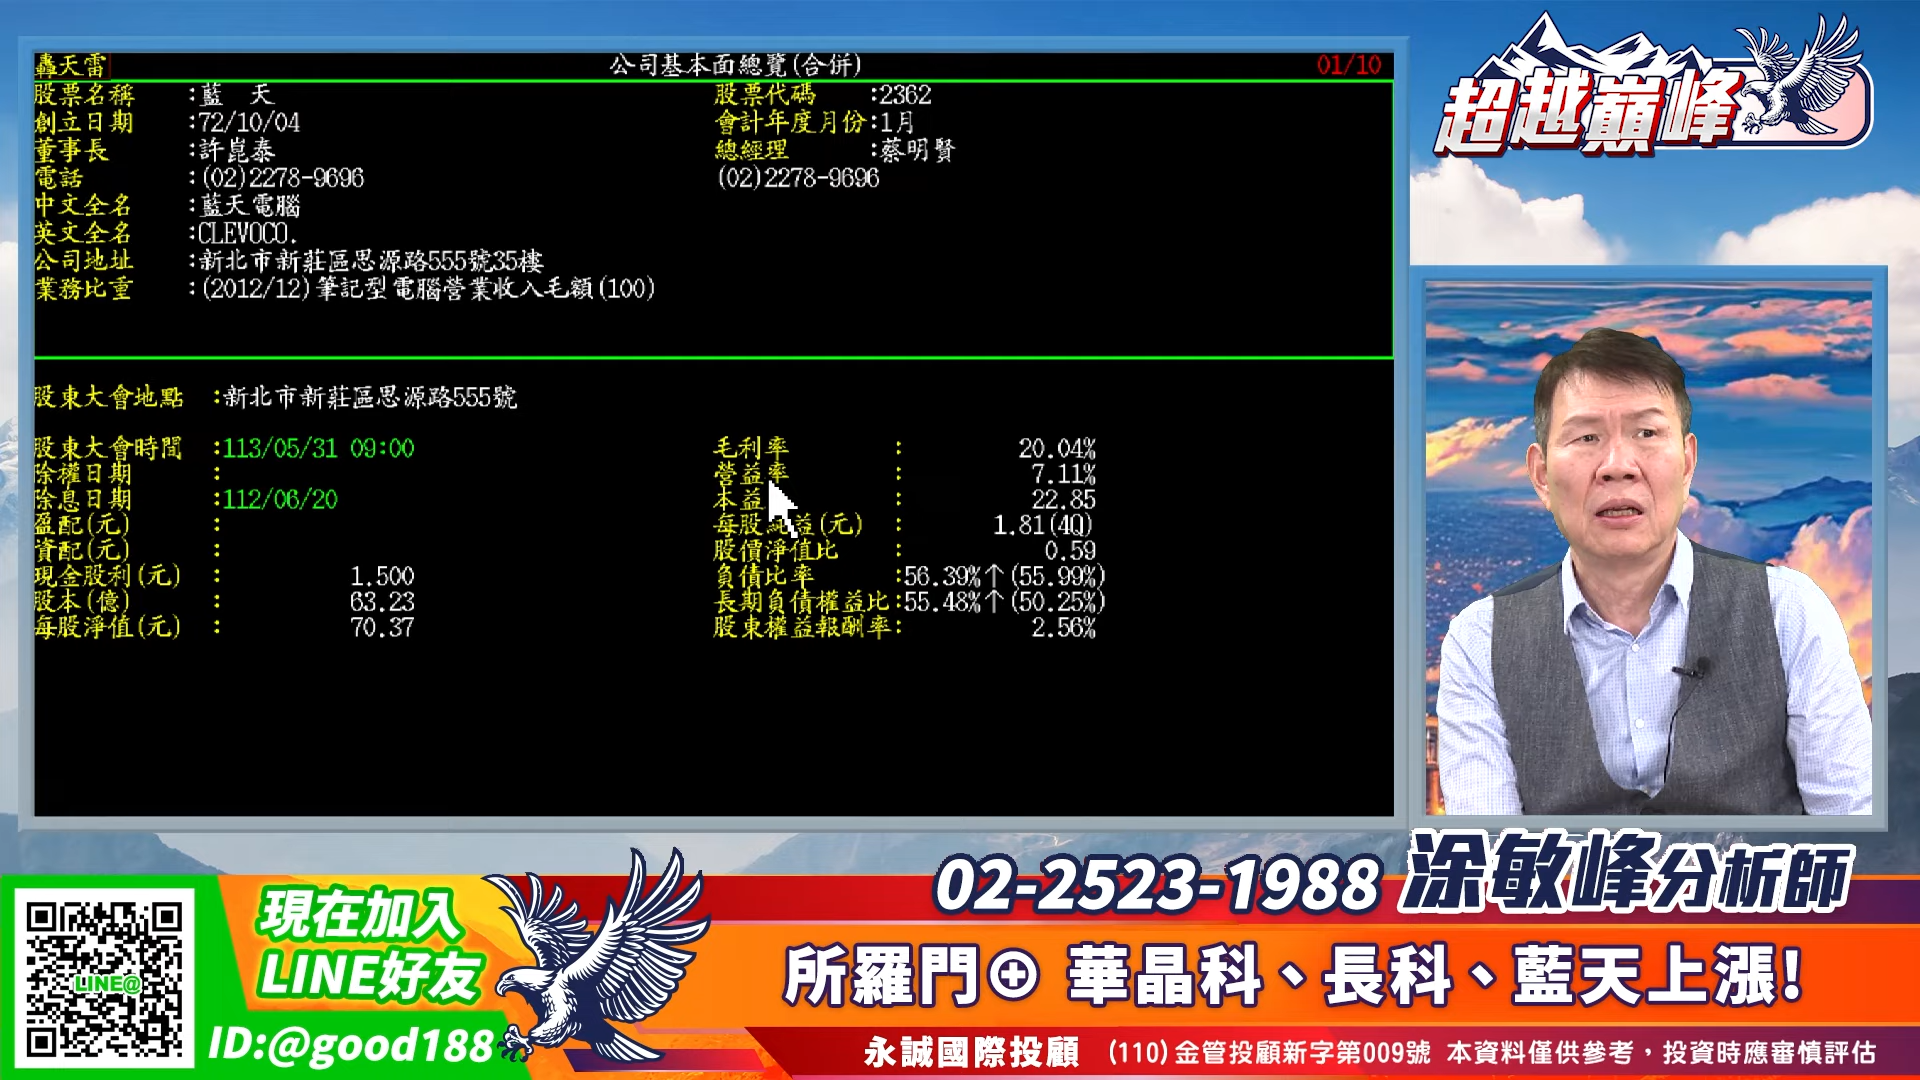 轟天雷 公司基本面總覽(合併) 01/10
股票名稱 :藍 天 股票代碼 :2362
創立日期 :72/10/04 會計年度月份:1月
董事長 :許崑泰 總經理 :蔡明賢
電話 :(02)2278-9696 (02)2278-9696
中文全名 :藍天電腦
英文全名 :CLEVOCO.
公司地址 :新北市新莊區思源路555號35樓
業務比重 :(2012/12)筆記型電腦營業收入毛額(100)
股東大會地點 :新北市新莊區思源路555號
股東大會時間 :113/05/31 09:00 毛利率 : 20.04%
除權日期 : 營益率 : 7.11%
除息日期 :112/06/20 本益 : 22.85
盈配(元) : 每股 益(元) : 1.81(4Q)
資配(元) : 股價淨值比 : 0.59
現金股利(元) : 1.500 負債比率 :56.39%↑(55.99%)
股本(億) : 63.23 長期負債權益比:55.48%↑(50.25%)
每股淨值(元) : 70.37 股東權益報酬率: 2.56%
超越巔峰
02-2523-1988 涂敏峰分析師
現在加入
LINE好友
ID:@good188
LINE@
所羅門⊕ 華晶科、長科、藍天上漲!
永誠國際投顧 (110)金管投顧新字第009號 本資料僅供參考,投資時應審慎評估